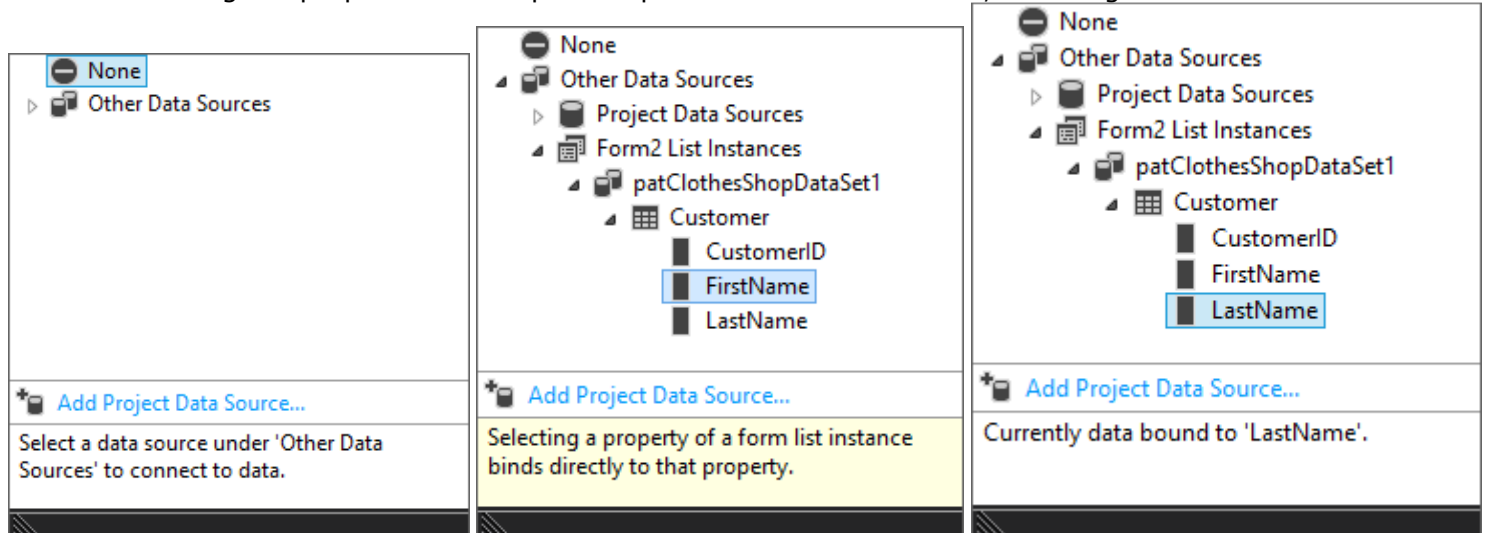 None
Other Data Sources
Add Project Data Source...
Select a data source under 'Other Data
Sources' to connect to data.
None
Other Data Sources
Project Data Sources
Form2 List Instances
patClothesShopDataSet1
Customer
CustomerID
FirstName
LastName
Add Project Data Source...
Selecting a property of a form list instance
binds directly to that property.
None
Other Data Sources
Project Data Sources
Form2 List Instances
patClothesShopDataSet1
Customer
CustomerID
FirstName
LastName
Add Project Data Source...
Currently data bound to 'LastName'.